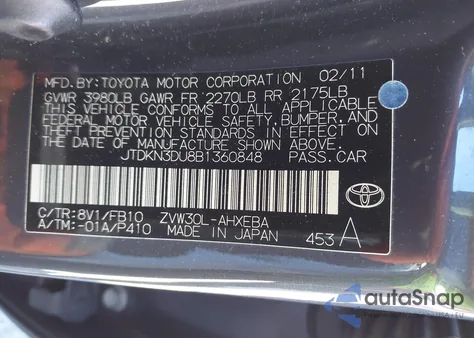 MFD. BY: TOYOTA MOTOR CORPORATION 02/11
GVWR 3980LB GAWR FR 2270LB RR 2175LB
THIS VEHICLE CONFORMS TO ALL APPLICABLE
FEDERAL MOTOR VEHICLE SAFETY, BUMPER, AND
THEFT PREVENTION STANDARDS IN EFFECT ON
THE DATE OF MANUFACTURE SHOWN ABOVE.
JTDKN3DU8B1360848 PASS.CAR
C/TR: 8V1/FB10 ZVW30L-AHXEBA
A/TM: -01A/P410 MADE IN JAPAN 453 A
TOYOTA
autoSnap